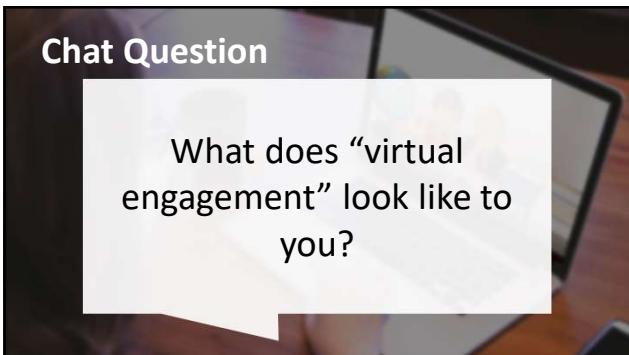 Chat Question
What does “virtual
engagement” look like to
you?